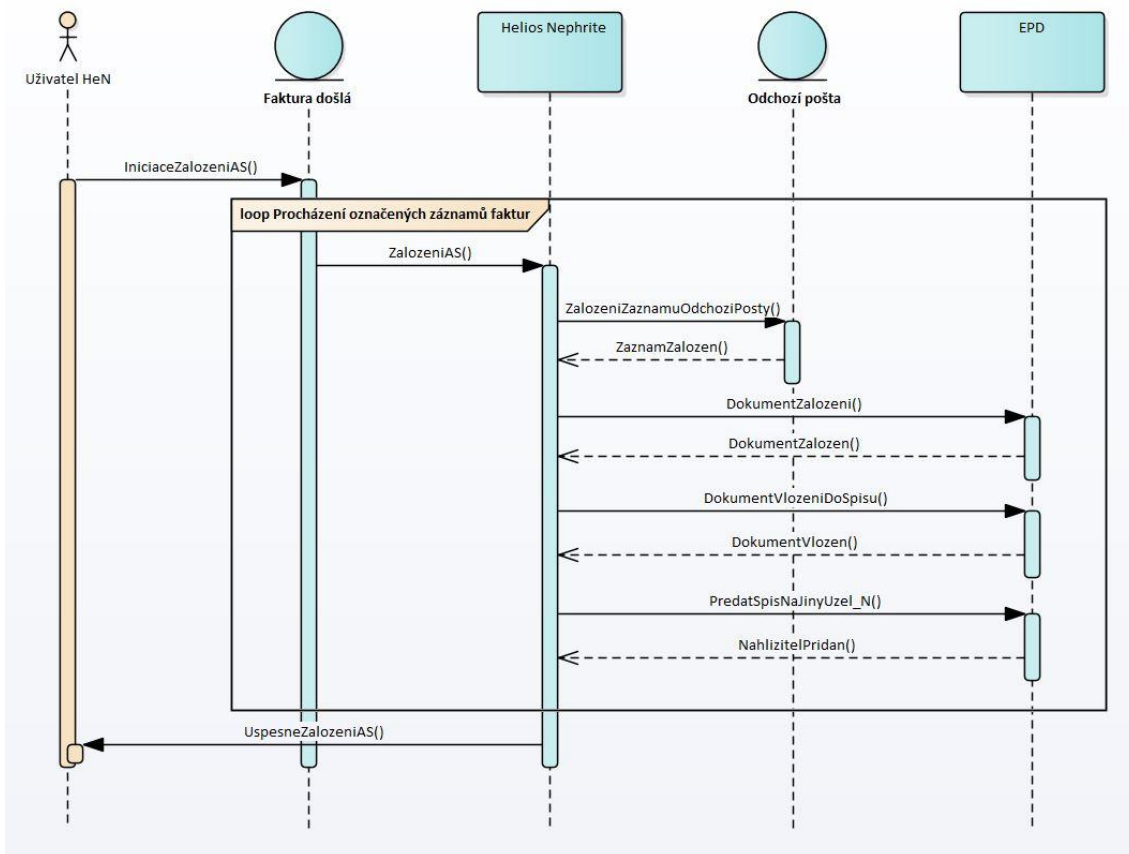 Uživatel HeN
Faktura došlá
Helios Nephrite
Odchozí pošta
EPD
IniciaceZalozeniAS()
loop Procházení označených záznamů faktur
ZalozeniAS()
ZalozeniZaznamuOdchoziPosty()
ZaznamZalozen()
DokumentZalozeni()
DokumentZalozen()
DokumentVlozeniDoSpisu()
DokumentVlozen()
PredatSpisNaJinyUzel_N()
NahlizitelPridan()
UspesneZalozeniAS()